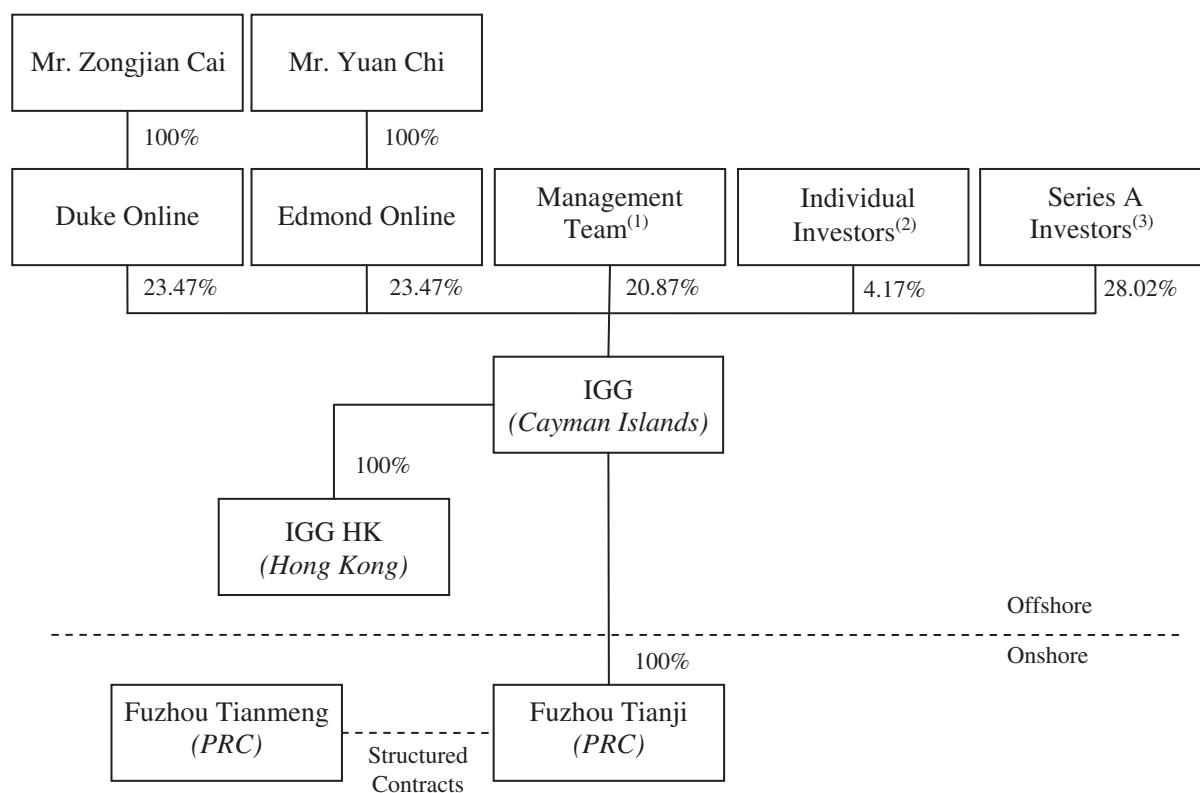 Mr. Zongjian Cai
Mr. Yuan Chi
100%
100%
Duke Online
Edmond Online
Management
Team(1)
Individual
Investors(2)
Series A
Investors(3)
23.47%
23.47%
20.87%
4.17%
28.02%
IGG
(Cayman Islands)
100%
IGG HK
(Hong Kong)
Offshore
Onshore
100%
Fuzhou Tianmeng
(PRC)
Structured
Contracts
Fuzhou Tianji
(PRC)